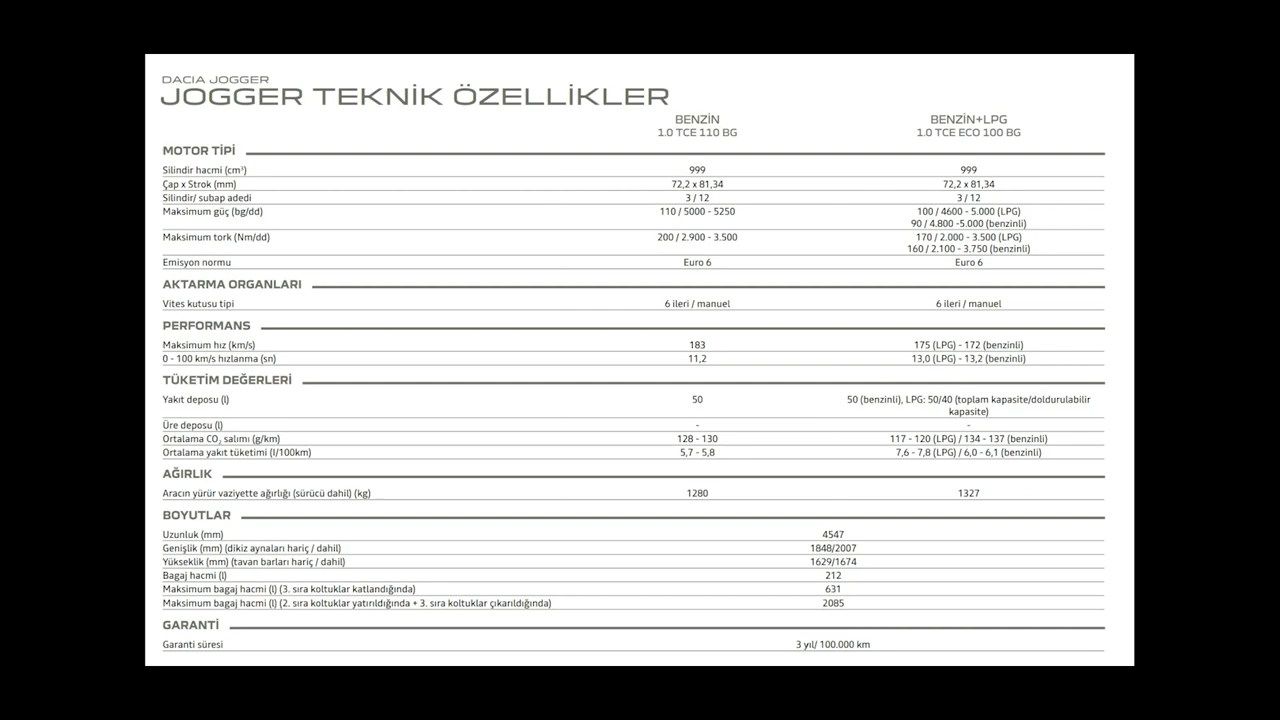 DACIA JOGGER
JOGGER TEKNİK ÖZELLİKLER
BENZİN BENZİN+LPG
1.0 TCE 110 BG 1.0 TCE ECO 100 BG
MOTOR TİPİ
Silindir hacmi (cm³) 999 999
Çap x Strok (mm) 72,2 x 81,34 72,2 x 81,34
Silindir/ subap adedi 3 / 12 3 / 12
Maksimum güç (bg/dd) 110 / 5000 - 5250 100 / 4600 - 5.000 (LPG)
90 / 4.800 -5.000 (benzinli)
Maksimum tork (Nm/dd) 200 / 2.900 - 3.500 170 / 2.000 - 3.500 (LPG)
160 / 2.100 - 3.750 (benzinli)
Emisyon normu Euro 6 Euro 6
AKTARMA ORGANLARI
Vites kutusu tipi 6 ileri / manuel 6 ileri / manuel
PERFORMANS
Maksimum hız (km/s) 183 175 (LPG) - 172 (benzinli)
0 - 100 km/s hızlanma (sn) 11,2 13,0 (LPG) - 13,2 (benzinli)
TÜKETİM DEĞERLERİ
Yakıt deposu (l) 50 50 (benzinli), LPG: 50/40 (toplam kapasite/doldurulabilir
kapasite)
Üre deposu (l) - -
Ortalama CO₂ salımı (g/km) 128 - 130 117 - 120 (LPG) / 134 - 137 (benzinli)
Ortalama yakıt tüketimi (l/100km) 5,7 - 5,8 7,6 - 7,8 (LPG) / 6,0 - 6,1 (benzinli)
AĞIRLIK
Aracın yürür vaziyette ağırlığı (sürücü dahil) (kg) 1280 1327
BOYUTLAR
Uzunluk (mm) 4547
Genişlik (mm) (dikiz aynaları hariç / dahil) 1848/2007
Yükseklik (mm) (tavan barları hariç / dahil) 1629/1674
Bagaj hacmi (l) 212
Maksimum bagaj hacmi (l) (3. sıra koltuklar katlandığında) 631
Maksimum bagaj hacmi (l) (2. sıra koltuklar yatırıldığında + 3. sıra koltuklar çıkarıldığında) 2085
GARANTİ
Garanti süresi 3 yıl/ 100.000 km